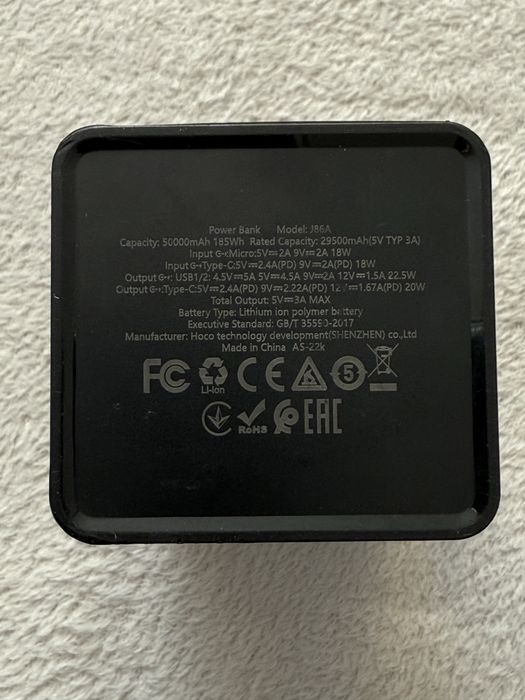 Power Bank Model: J86A
Capacity: 50000mAh 185Wh Rated Capacity: 29500mAh(5V TYP 3A)
Input Micro:5V⎓2A 9V⎓2A 18W
Input Type-C:5V⎓2.4A(PD) 9V⎓2A(PD) 18W
Output USB1/2: 4.5V⎓5A 5V⎓4.5A 9V⎓2A 12V⎓1.5A 22.5W
Output Type-C:5V⎓2.4A(PD) 9V⎓2.22A(PD) 12V⎓1.67A(PD) 20W
Total Output: 5V⎓3A MAX
Battery Type: Lithium ion polymer battery
Executive Standard: GB/T 35590-2017
Manufacturer: Hoco technology development(SHENZHEN) co.,Ltd
Made in China AS-22k
FC Li-ion CE 5
RoHS EAC